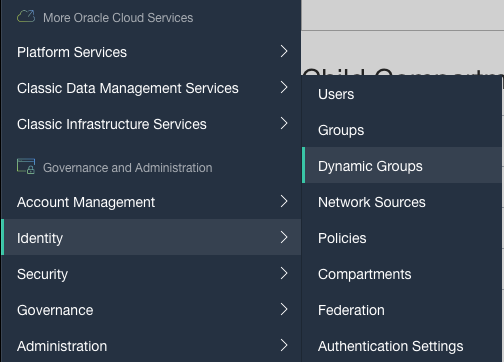 More Oracle Cloud Services
Platform Services
Classic Data Management Services
Classic Infrastructure Services
Governance and Administration
Account Management
Identity
Security
Governance
Administration
Child Compartm
Users
Groups
Dynamic Groups
Network Sources
Policies
Compartments
Federation
Authentication Settings